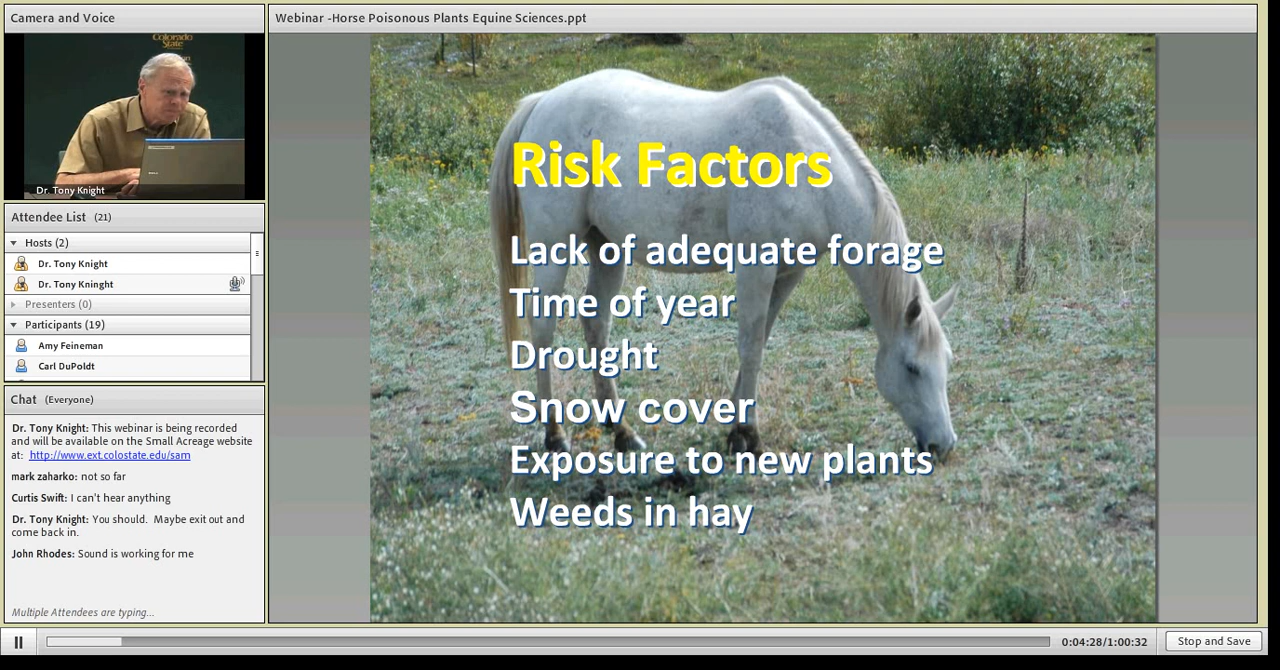 Camera and Voice
Colorado
State
Dr. Tony Knight
Attendee List (21)
Hosts (2)
Dr. Tony Knight
Dr. Tony Kninght
Presenters (0)
Participants (19)
Amy Feineman
Carl DuPoldt
Chat (Everyone)
Dr. Tony Knight: This webinar is being recorded
and will be available on the Small Acreage website
at: http://www.ext.colostate.edu/sam
mark zaharko: not so far
Curtis Swift: I can't hear anything
Dr. Tony Knight: You should. Maybe exit out and
come back in.
John Rhodes: Sound is working for me
Multiple Attendees are typing...
Webinar -Horse Poisonous Plants Equine Sciences.ppt
Risk Factors
Lack of adequate forage
Time of year
Drought
Snow cover
Exposure to new plants
Weeds in hay
0:04:28/1:00:32
Stop and Save